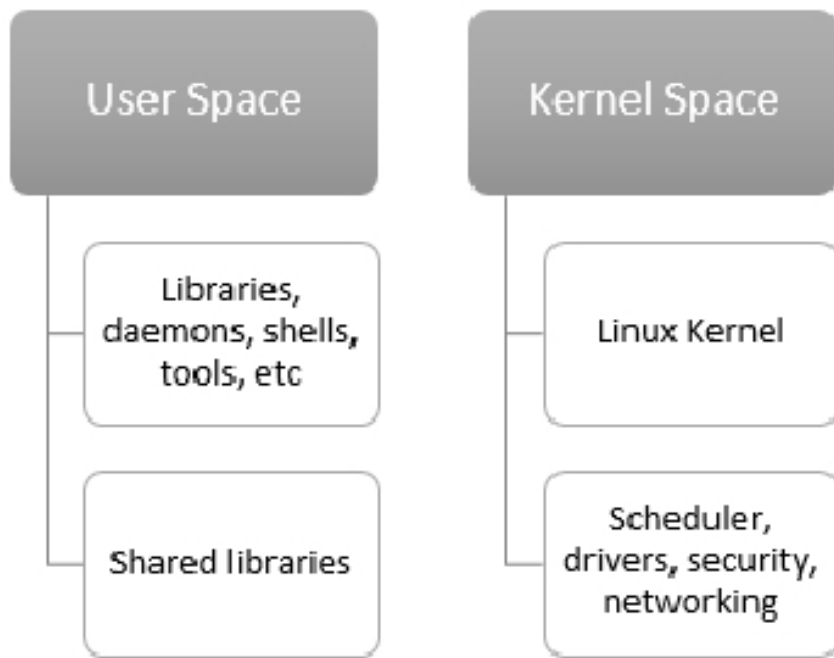 User Space
Libraries,
daemons, shells,
tools, etc
Shared libraries
Kernel Space
Linux Kernel
Scheduler,
drivers, security,
networking